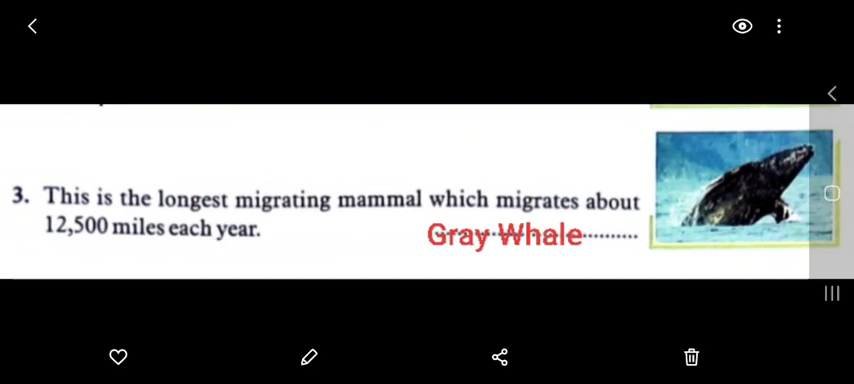 3. This is the longest migrating mammal which migrates about
12,500 miles each year. Gray Whale